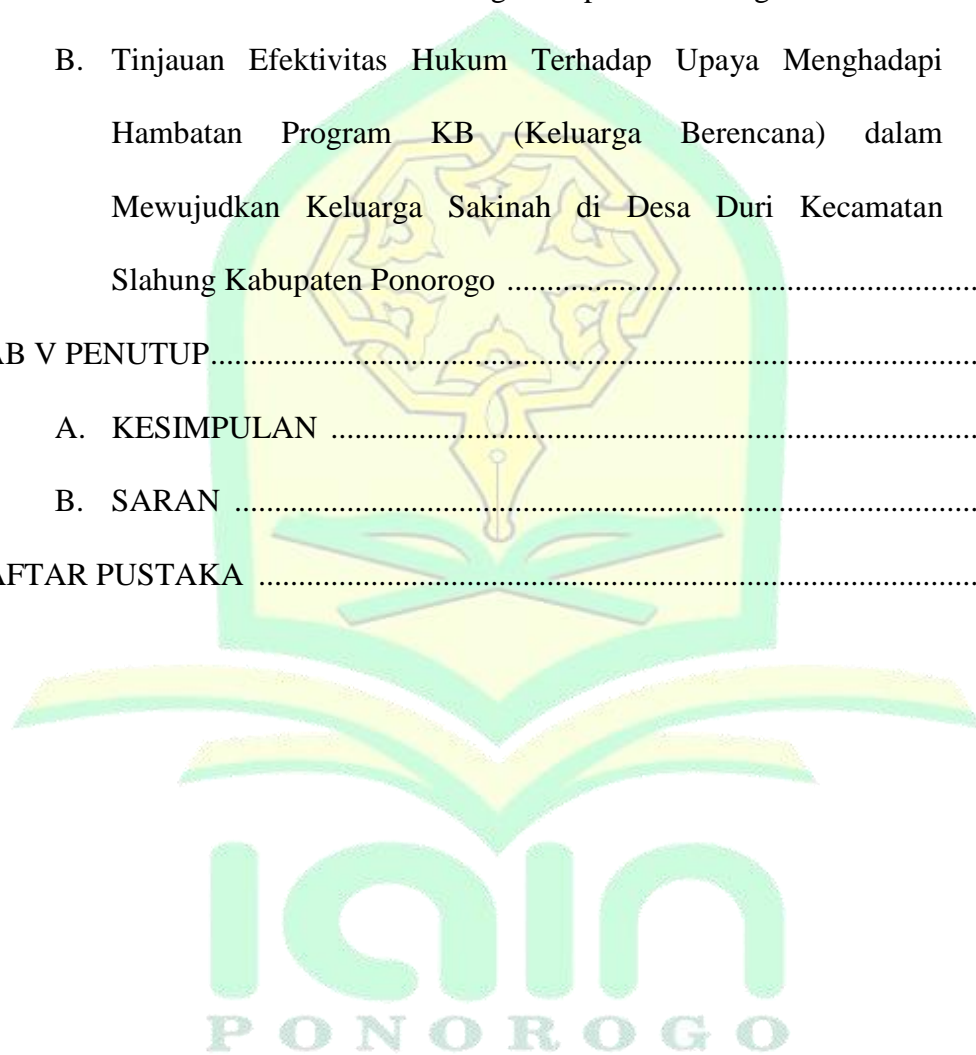 B. Tinjauan Efektivitas Hukum Terhadap Upaya Menghadapi
Hambatan Program KB (Keluarga Berencana) dalam
Mewujudkan Keluarga Sakinah di Desa Duri Kecamatan
Slahung Kabupaten Ponorogo ............................................................
AB V PENUTUP................................................................................................
A. KESIMPULAN ..................................................................................
B. SARAN ..............................................................................................
AFTAR PUSTAKA ..........................................................................................
iain
PONOROGO